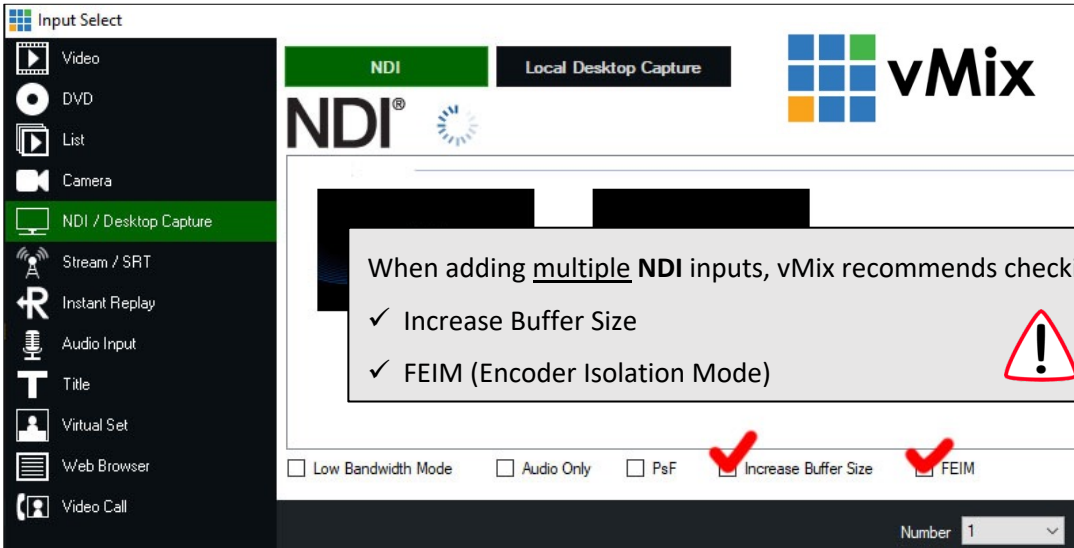 Input Select
Video
DVD
List
Camera
NDI / Desktop Capture
Stream / SRT
Instant Replay
Audio Input
Title
Virtual Set
Web Browser
Video Call
NDI
Local Desktop Capture
vMix
NDI®
When adding multiple NDI inputs, vMix recommends checki
✓ Increase Buffer Size
✓ FEIM (Encoder Isolation Mode)
Low Bandwidth Mode
Audio Only
PsF
Increase Buffer Size
FEIM
Number 1